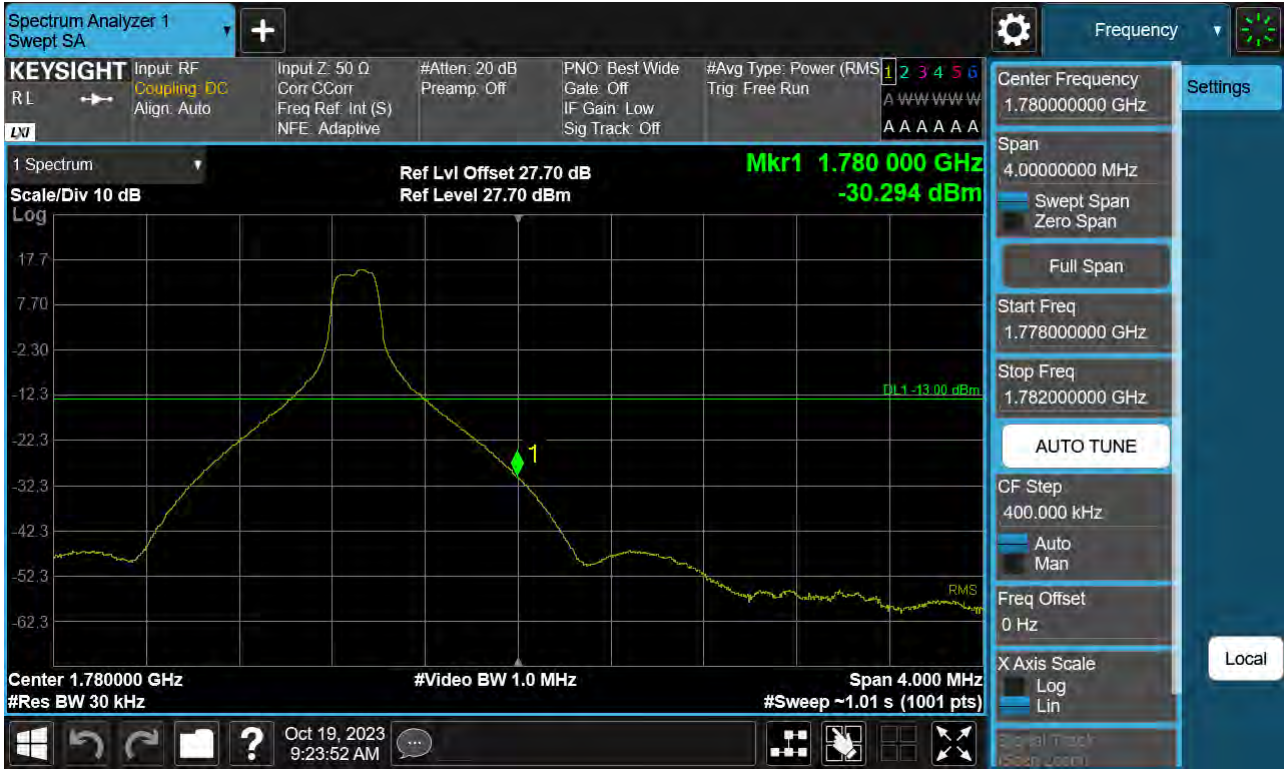 Spectrum Analyzer 1
Swept SA
Frequency
KEYSIGHT
RL
LXI
Input: RF
Coupling: DC
Align: Auto
Input Z: 50 Ω
Corr CCorr
Freq Ref: Int (S)
NFE: Adaptive
#Atten: 20 dB
Preamp: Off
PNO: Best Wide
Gate: Off
IF Gain: Low
Sig Track: Off
#Avg Type: Power (RMS
Trig: Free Run
1 2 3 4 5 6
A W W W W W
A A A A A A
1 Spectrum
Scale/Div 10 dB
Log
Ref Lvl Offset 27.70 dB
Ref Level 27.70 dBm
Mkr1 1.780 000 GHz
-30.294 dBm
17.7
7.70
-2.30
-12.3
-22.3
-32.3
-42.3
-52.3
-62.3
DL1 -13.00 dBm
1
RMS
Center 1.780000 GHz
#Res BW 30 kHz
#Video BW 1.0 MHz
Span 4.000 MHz
#Sweep ~1.01 s (1001 pts)
Center Frequency
1.780000000 GHz
Settings
Span
4.00000000 MHz
Swept Span
Zero Span
Full Span
Start Freq
1.778000000 GHz
Stop Freq
1.782000000 GHz
AUTO TUNE
CF Step
400.000 kHz
Auto
Man
Freq Offset
0 Hz
X Axis Scale
Log
Lin
Signal Track
(Span Zoom)
Local
?
Oct 19, 2023
9:23:52 AM